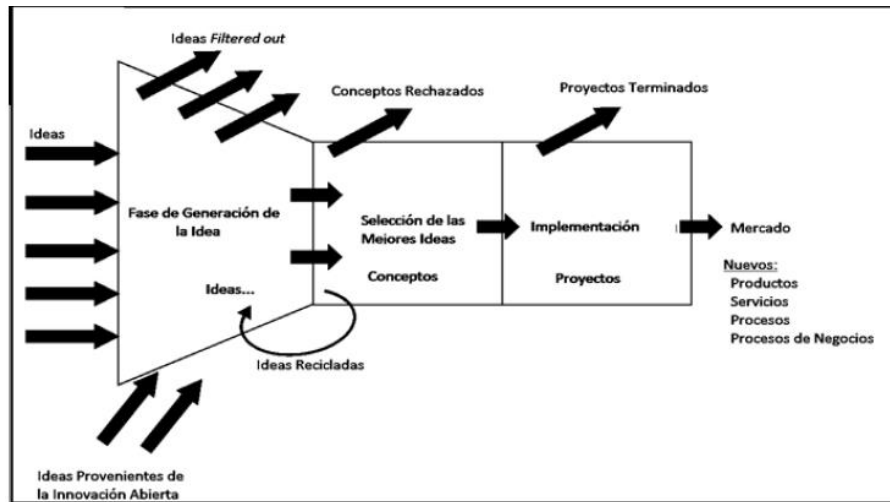 Ideas Filtered out
Conceptos Rechazados
Proyectos Terminados
Ideas
Fase de Generación de
la Idea
Selección de las
Mejores Ideas
Implementación
Mercado
Conceptos
Proyectos
Nuevos:
Productos
Servicios
Procesos
Procesos de Negocios
Ideas...
Ideas Recicladas
Ideas Provenientes de
la Innovación Abierta